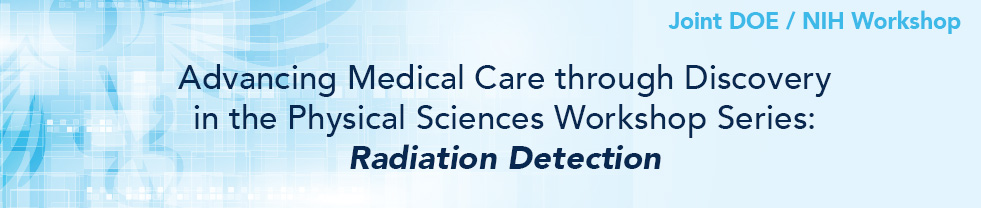 Joint DOE / NIH Workshop
Advancing Medical Care through Discovery
in the Physical Sciences Workshop Series:
Radiation Detection